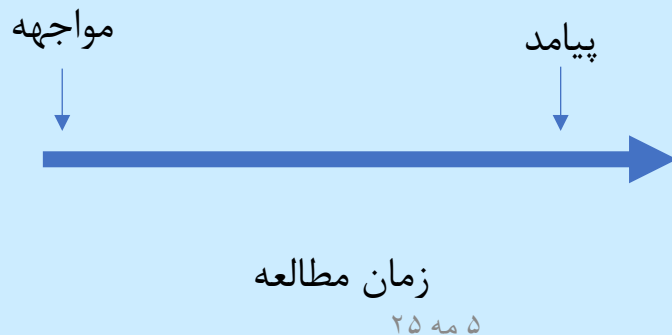 مواجهه
پیامد
زمان مطالعه
۵ مه ۲۵